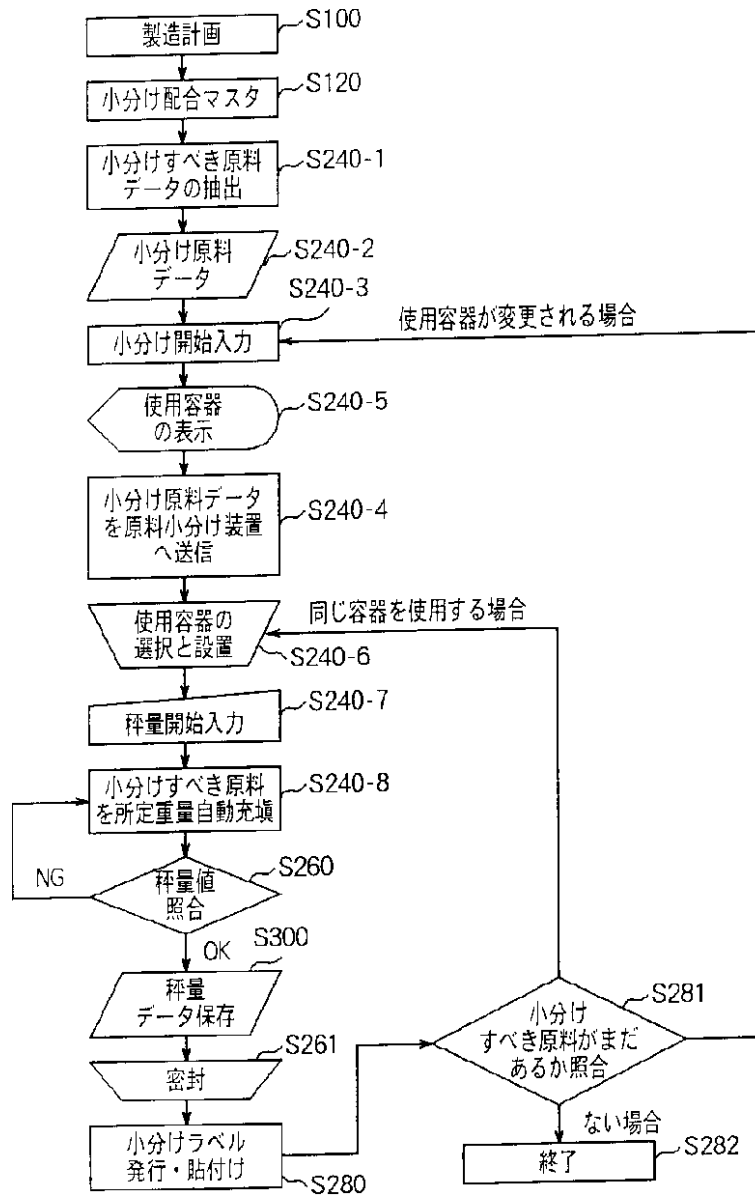 製造計画
S100
小分け配合マスタ
S120
小分けすべき原料
データの抽出
S240-1
小分け原料
データ
S240-2
S240-3
小分け開始入力
使用容器が変更される場合
使用容器
の表示
S240-5
小分け原料データ
を原料小分け装置
へ送信
S240-4
同じ容器を使用する場合
使用容器の
選択と設置
S240-6
S240-7
秤量開始入力
小分けすべき原料
を所定重量自動充塡
S240-8
NG
秤量値
照合
S260
OK
S300
秤量
データ保存
S261
密封
小分けラベル
発行・貼付け
S280
S281
小分け
すべき原料がまだ
あるか照合
ない場合
終了
S282